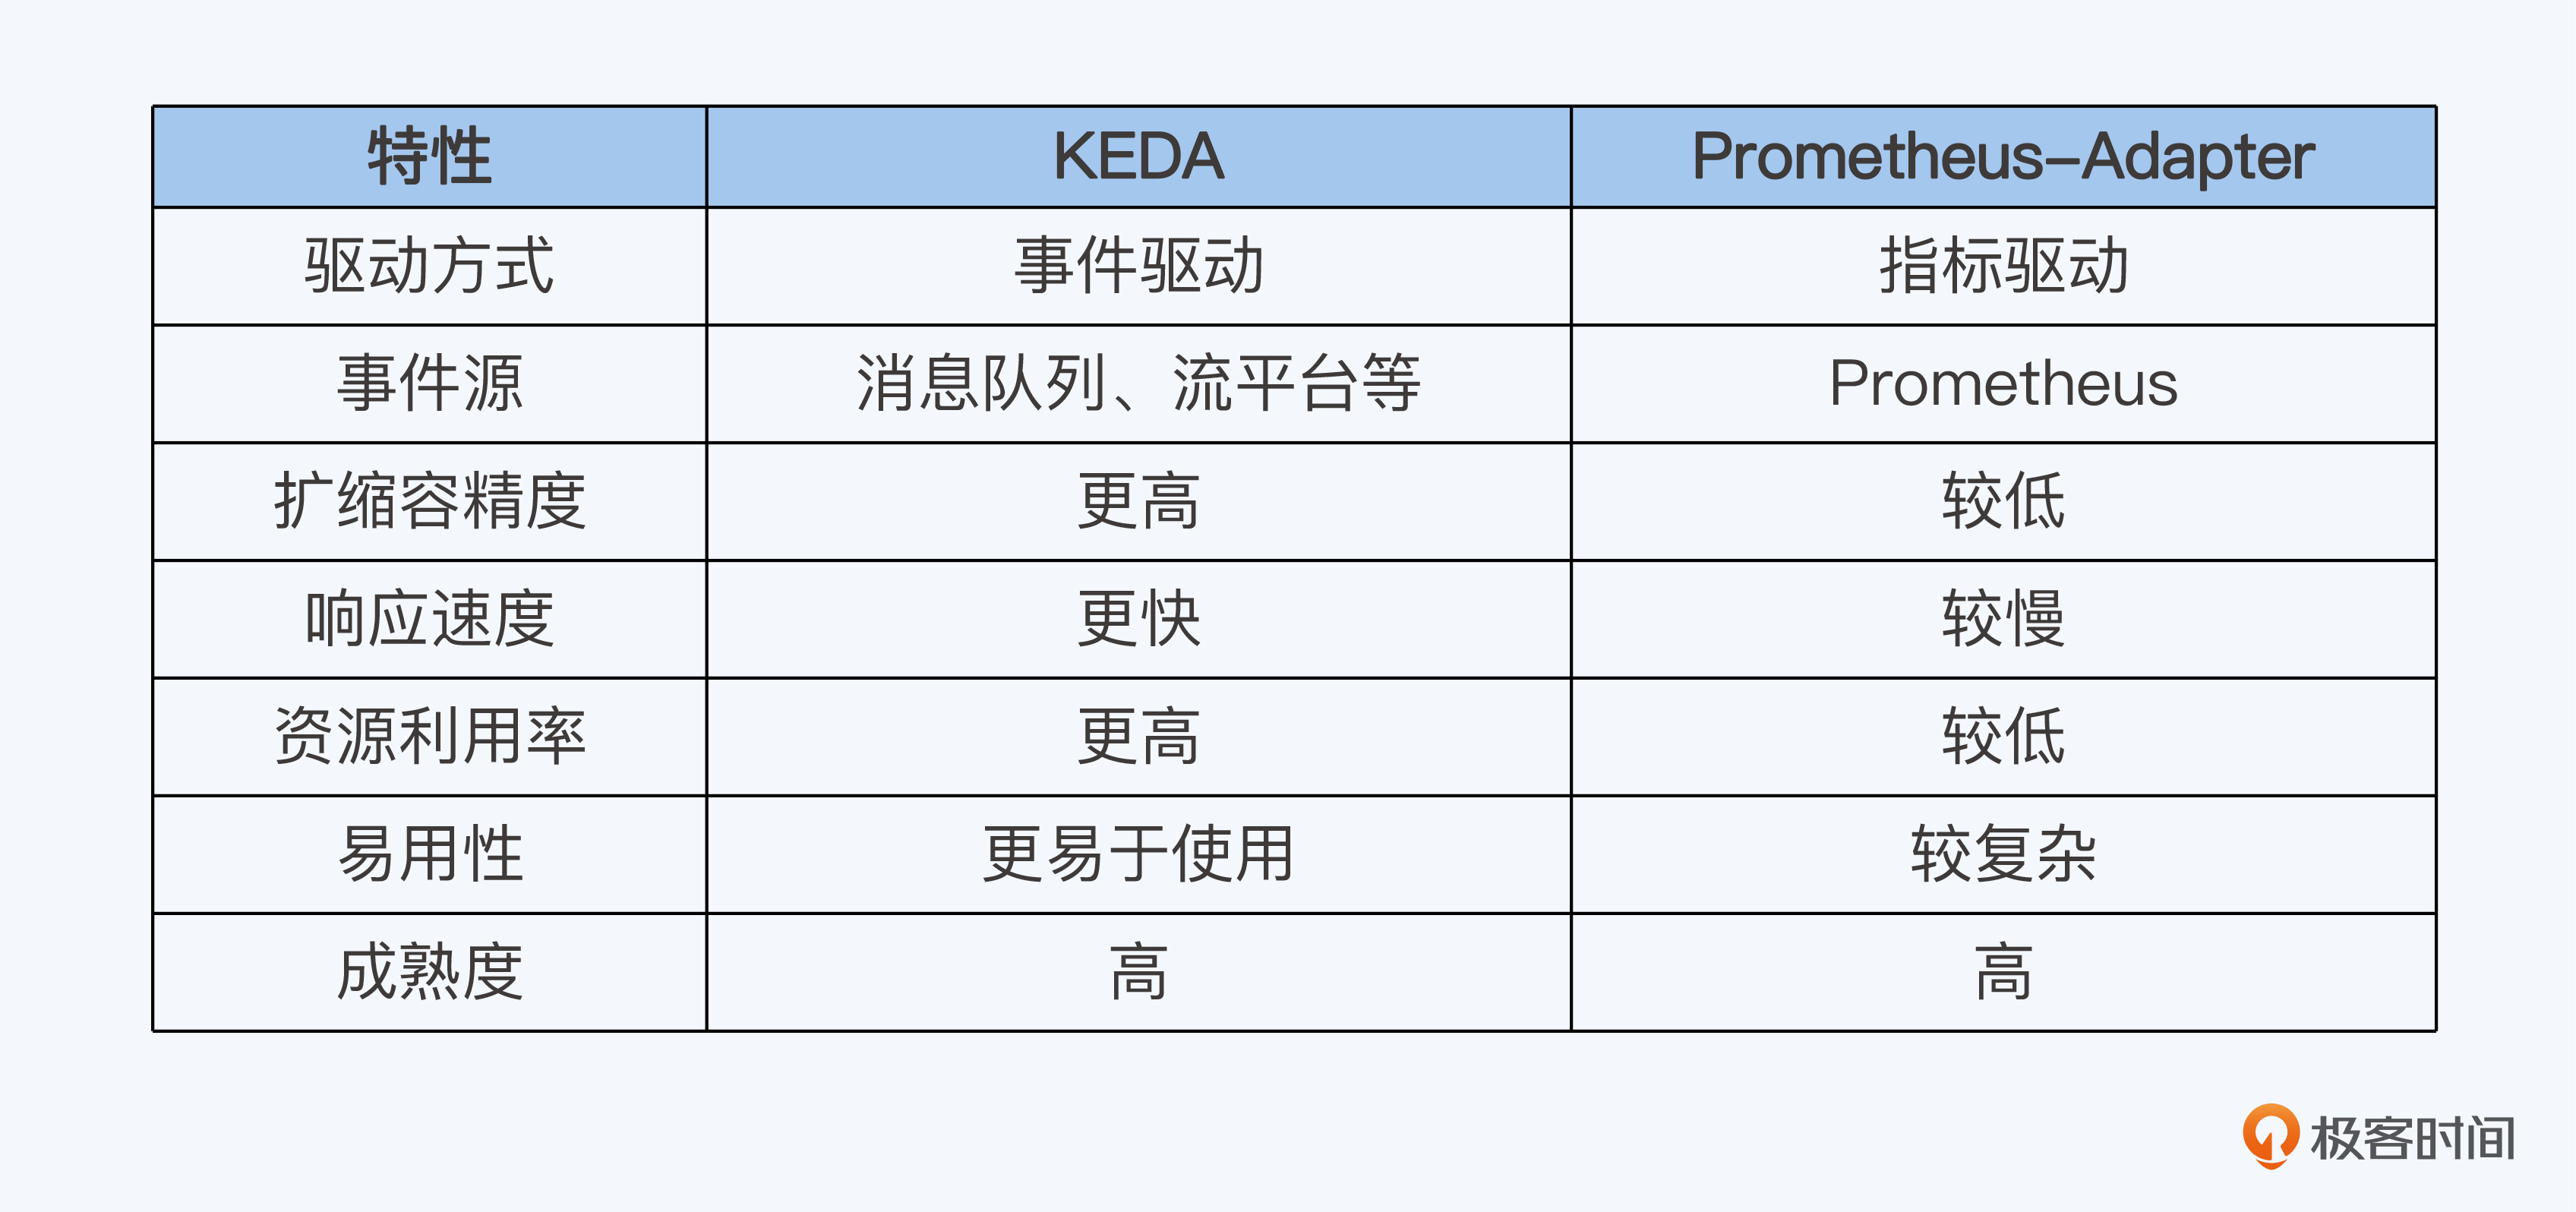 特性 KEDA Prometheus-Adapter
驱动方式 事件驱动 指标驱动
事件源 消息队列、流平台等 Prometheus
扩缩容精度 更高 较低
响应速度 更快 较慢
资源利用率 更高 较低
易用性 更易于使用 较复杂
成熟度 高 高
极客时间